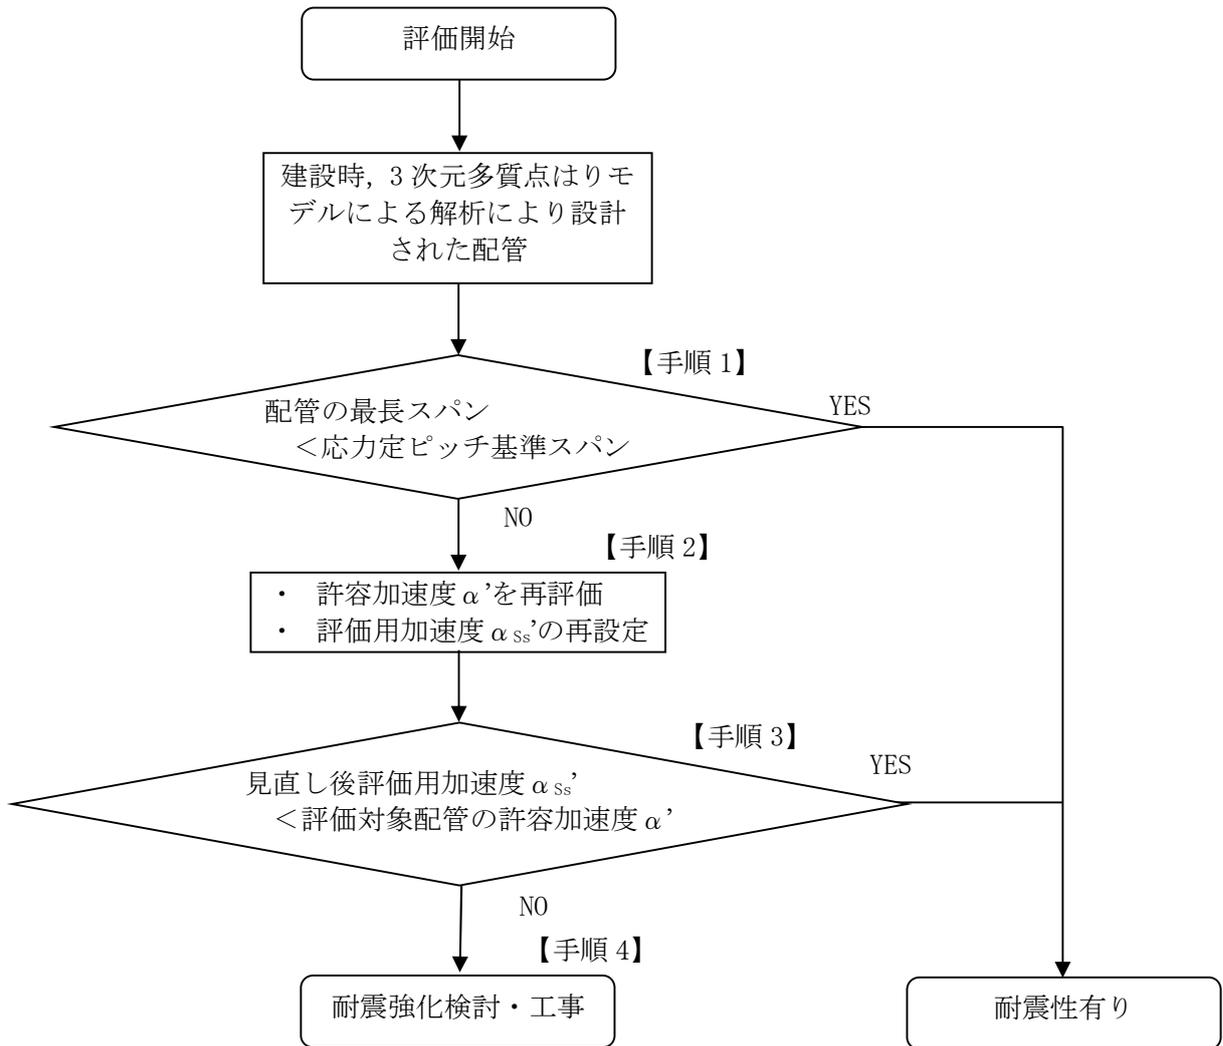 評価開始
建設時, 3次元多質点はりモ
デルによる解析により設計
された配管
【手順1】
配管の最長スパン
<応力定ピッチ基準スパン
YES
NO
【手順2】
・ 許容加速度α’を再評価
・ 評価用加速度αSs’の再設定
【手順3】
見直し後評価用加速度αSs’
<評価対象配管の許容加速度α’
YES
NO
【手順4】
耐震強化検討・工事
耐震性有り